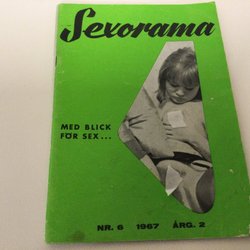 Sexorama
MED BLICK
FÖR SEX...
NR. 6 1967 ÅRG. 2